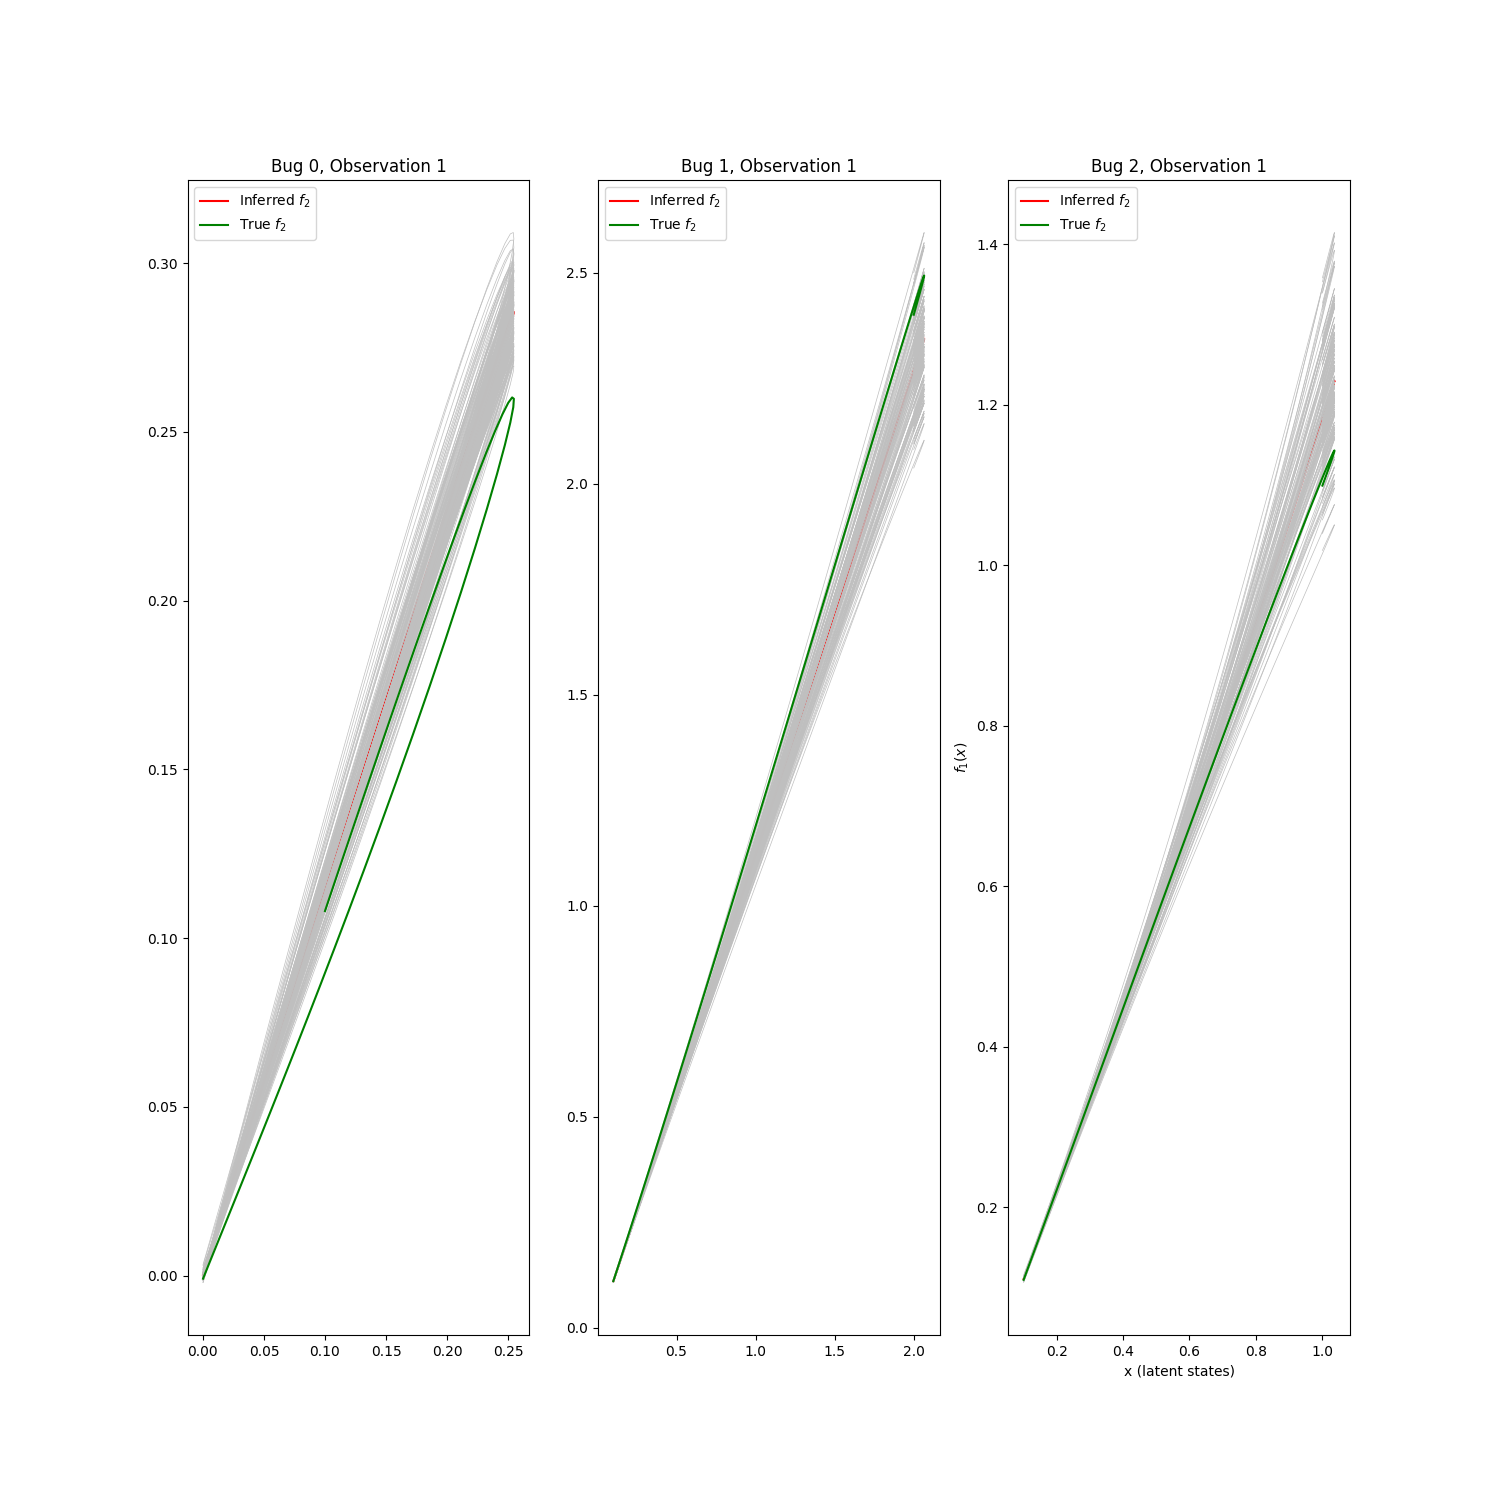 Bug 0, Observation 1
Inferred f₂
True f₂
0.30
0.25
0.20
0.15
0.10
0.05
0.00
0.00 0.05 0.10 0.15 0.20 0.25
Bug 1, Observation 1
Inferred f₂
True f₂
2.5
2.0
1.5
1.0
0.5
0.0
0.5 1.0 1.5 2.0
Bug 2, Observation 1
Inferred f₂
True f₂
f₁(x)
1.4
1.2
1.0
0.8
0.6
0.4
0.2
0.2 0.4 0.6 0.8 1.0
x (latent states)